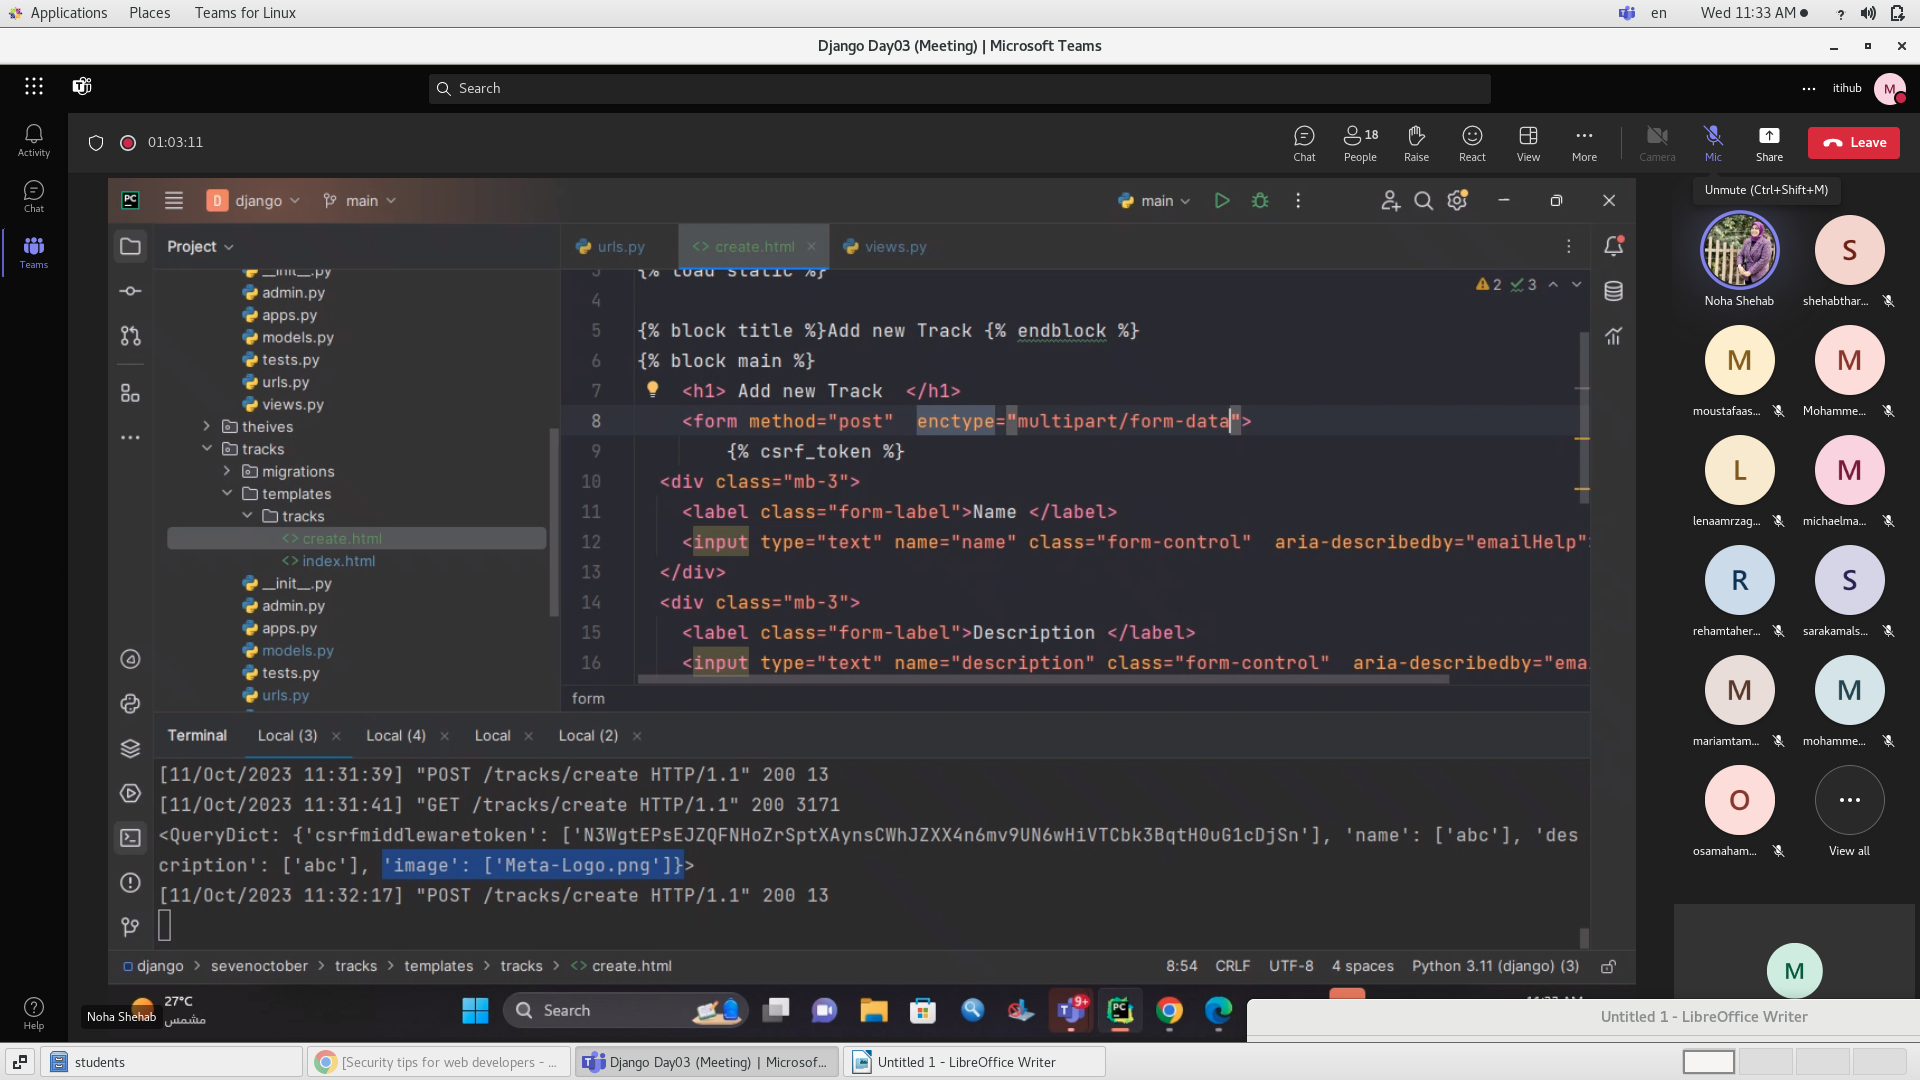 Applications Places Teams for Linux en Wed 11:33 AM
Django Day03 (Meeting) | Microsoft Teams
Search itihub M
Activity
Chat
Teams
Help
01:03:11
Chat
18
People
Raise
React
View
More
Camera
Mic
Share
Leave
Unmute (Ctrl+Shift+M)
PC D django main main
Project urls.py <> create.html views.py
__init__.py
admin.py
apps.py
models.py
tests.py
urls.py
views.py
theives
tracks
migrations
templates
tracks
<> create.html
<> index.html
__init__.py
admin.py
apps.py
models.py
tests.py
urls.py
2 3
3 {% load static %}
4
5 {% block title %}Add new Track {% endblock %}
6 {% block main %}
7 <h1> Add new Track </h1>
8 <form method="post" enctype="multipart/form-data">
9 {% csrf_token %}
10 <div class="mb-3">
11 <label class="form-label">Name </label>
12 <input type="text" name="name" class="form-control" aria-describedby="emailHelp">
13 </div>
14 <div class="mb-3">
15 <label class="form-label">Description </label>
16 <input type="text" name="description" class="form-control" aria-describedby="ema
form
Terminal Local (3) Local (4) Local Local (2)
[11/Oct/2023 11:31:39] "POST /tracks/create HTTP/1.1" 200 13
[11/Oct/2023 11:31:41] "GET /tracks/create HTTP/1.1" 200 3171
<QueryDict: {'csrfmiddlewaretoken': ['N3WgtEPsEJZQFNHoZrSptXAynsCWhJZXX4n6mv9UN6wHiVTCbk3BqtH0uG1cDjSn'], 'name': ['abc'], 'des
cription': ['abc'], 'image': ['Meta-Logo.png']}>
[11/Oct/2023 11:32:17] "POST /tracks/create HTTP/1.1" 200 13
django > sevenoctober > tracks > templates > tracks > <> create.html 8:54 CRLF UTF-8 4 spaces Python 3.11 (django) (3)
27°C
مشمس
Noha Shehab
Search
9+
PC
Noha Shehab
S
shehabthar...
M
moustafaas...
M
Mohamme...
L
lenaamrzag...
M
michaelma...
R
rehamtaher...
S
sarakamals...
M
mariamtam...
M
mohamme...
O
osamaham...
View all
M
Untitled 1 - LibreOffice Writer
students
[Security tips for web developers - ...
Django Day03 (Meeting) | Microsof...
Untitled 1 - LibreOffice Writer